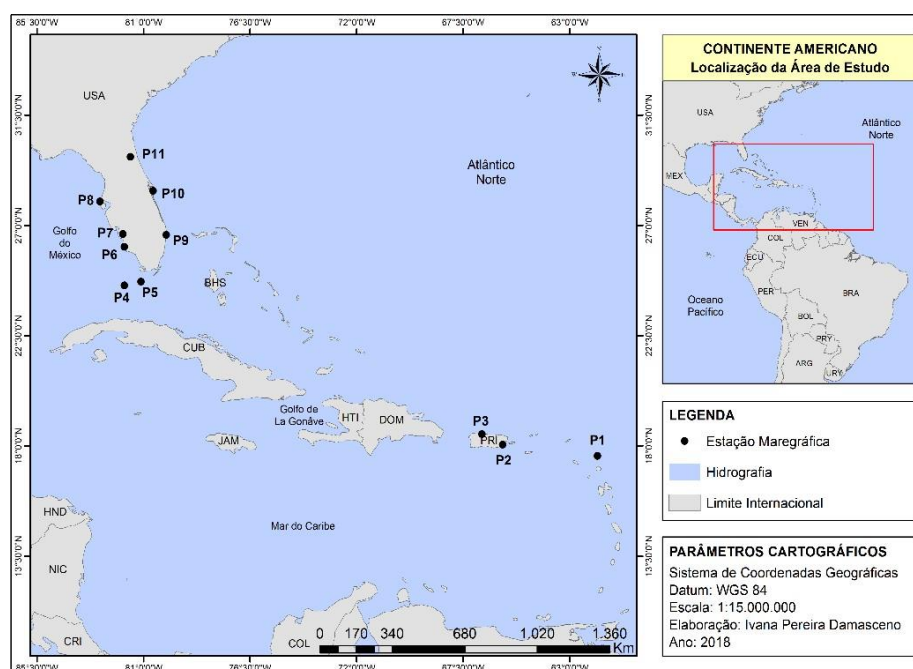 85°30'0"W
81°0'0"W
76°30'0"W
72°0'0"W
67°30'0"W
63°0'0"W
31°30'0"N
27°0'0"N
22°30'0"N
18°0'0"N
13°30'0"N
USA
P11
P10
P8
P7
P9
P6
P4
P5
Golfo
do
México
BHS
Atlântico
Norte
CUB
Golfo de
La Gonâve
HTI
DOM
JAM
P3
PRI
P2
P1
Mar do Caribe
HND
NIC
CRI
COL
0 170 340 680 1.020 1.360
Km
31°30'0"N
27°0'0"N
22°30'0"N
18°0'0"N
13°30'0"N
85°30'0"W
81°0'0"W
76°30'0"W
72°0'0"W
67°30'0"W
63°0'0"W
CONTINENTE AMERICANO
Localização da Área de Estudo
USA
Atlântico
Norte
MEX
VEN
COL
ECU
PER
BRA
Oceano
Pacífico
BOL
PRY
ARG
URY
LEGENDA
Estação Maregráfica
Hidrografia
Limite Internacional
PARÂMETROS CARTOGRÁFICOS
Sistema de Coordenadas Geográficas
Datum: WGS 84
Escala: 1:15.000.000
Elaboração: Ivana Pereira Damasceno
Ano: 2018